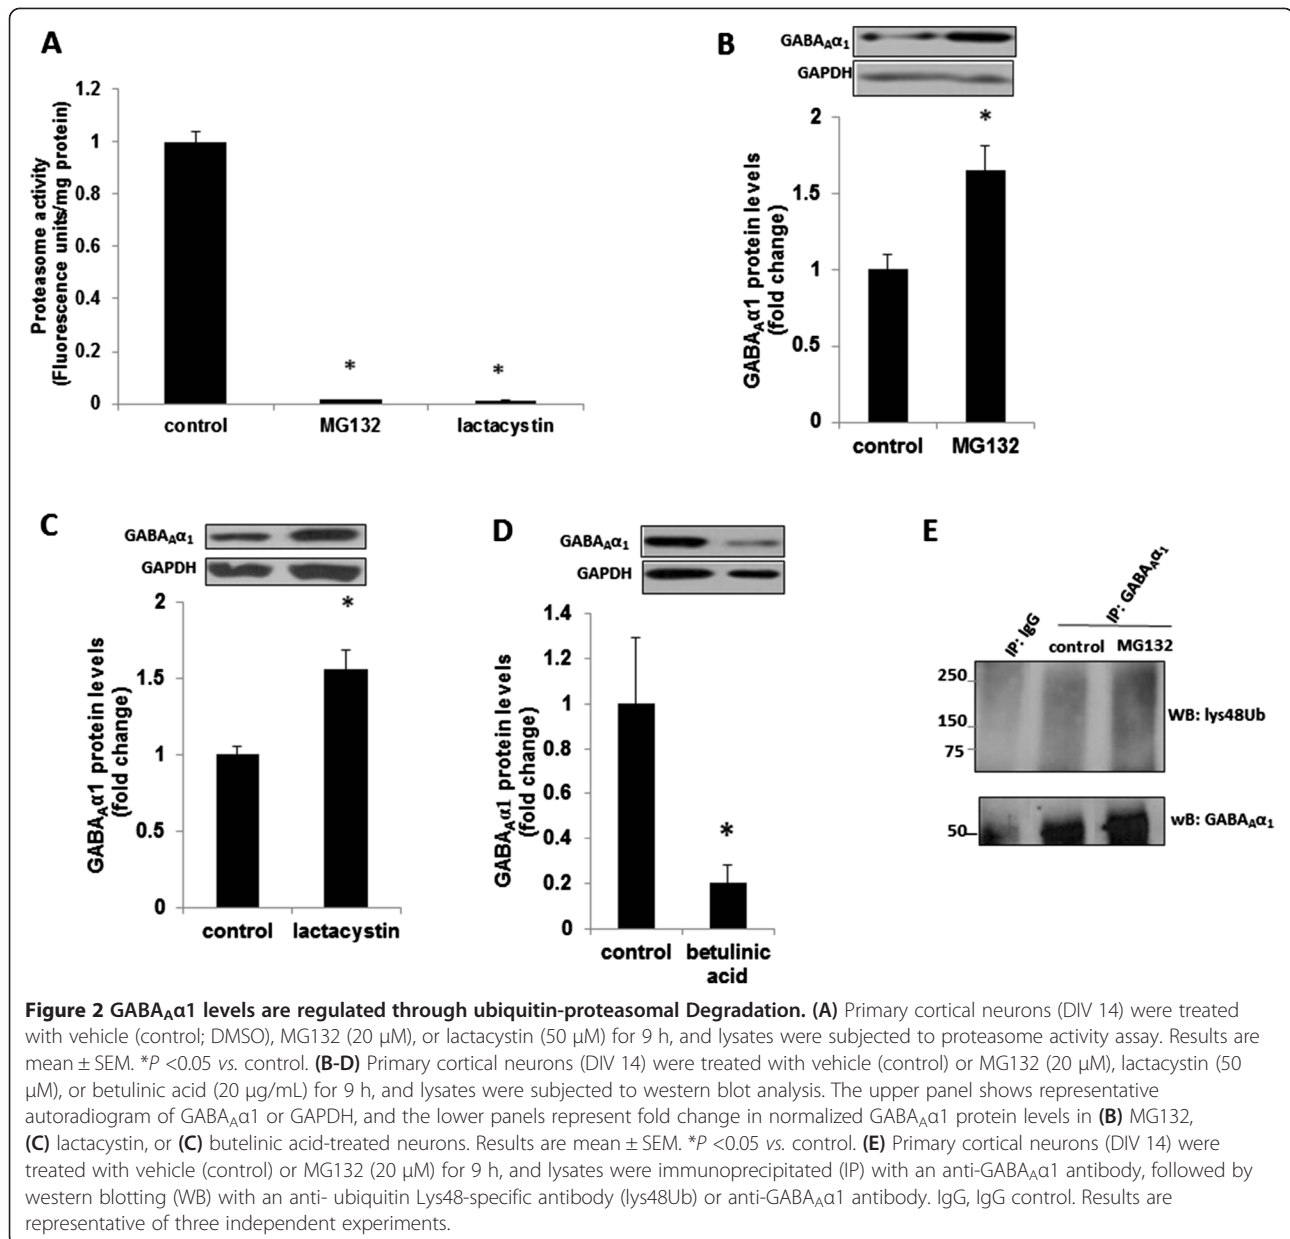 A
Proteasome activity
(Fluorescence units/mg protein)
1.2
1
0.8
0.6
0.4
0.2
0
*
*
control MG132 lactacystin
B
GABAAα1
GAPDH
GABAAα1 protein levels
(fold change)
2
1.5
1
0.5
0
*
control MG132
C
GABAAα1
GAPDH
GABAAα1 protein levels
(fold change)
2
1.5
1
0.5
0
*
control lactacystin
D
GABAAα1
GAPDH
GABAAα1 protein levels
(fold change)
1.4
1.2
1
0.8
0.6
0.4
0.2
0
*
control betulinic
acid
E
IP: IgG
IP: GABAAα1
control MG132
250
150
75
WB: lys48Ub
50
wB: GABAAα1
Figure 2 GABAAα1 levels are regulated through ubiquitin-proteasomal Degradation. (A) Primary cortical neurons (DIV 14) were treated
with vehicle (control; DMSO), MG132 (20 μM), or lactacystin (50 μM) for 9 h, and lysates were subjected to proteasome activity assay. Results are
mean ± SEM. *P <0.05 vs. control. (B-D) Primary cortical neurons (DIV 14) were treated with vehicle (control) or MG132 (20 μM), lactacystin (50
μM), or betulinic acid (20 μg/mL) for 9 h, and lysates were subjected to western blot analysis. The upper panel shows representative
autoradiogram of GABAAα1 or GAPDH, and the lower panels represent fold change in normalized GABAAα1 protein levels in (B) MG132,
(C) lactacystin, or (C) butelinic acid-treated neurons. Results are mean ± SEM. *P <0.05 vs. control. (E) Primary cortical neurons (DIV 14) were
treated with vehicle (control) or MG132 (20 μM) for 9 h, and lysates were immunoprecipitated (IP) with an anti-GABAAα1 antibody, followed by
western blotting (WB) with an anti- ubiquitin Lys48-specific antibody (lys48Ub) or anti-GABAAα1 antibody. IgG, IgG control. Results are
representative of three independent experiments.